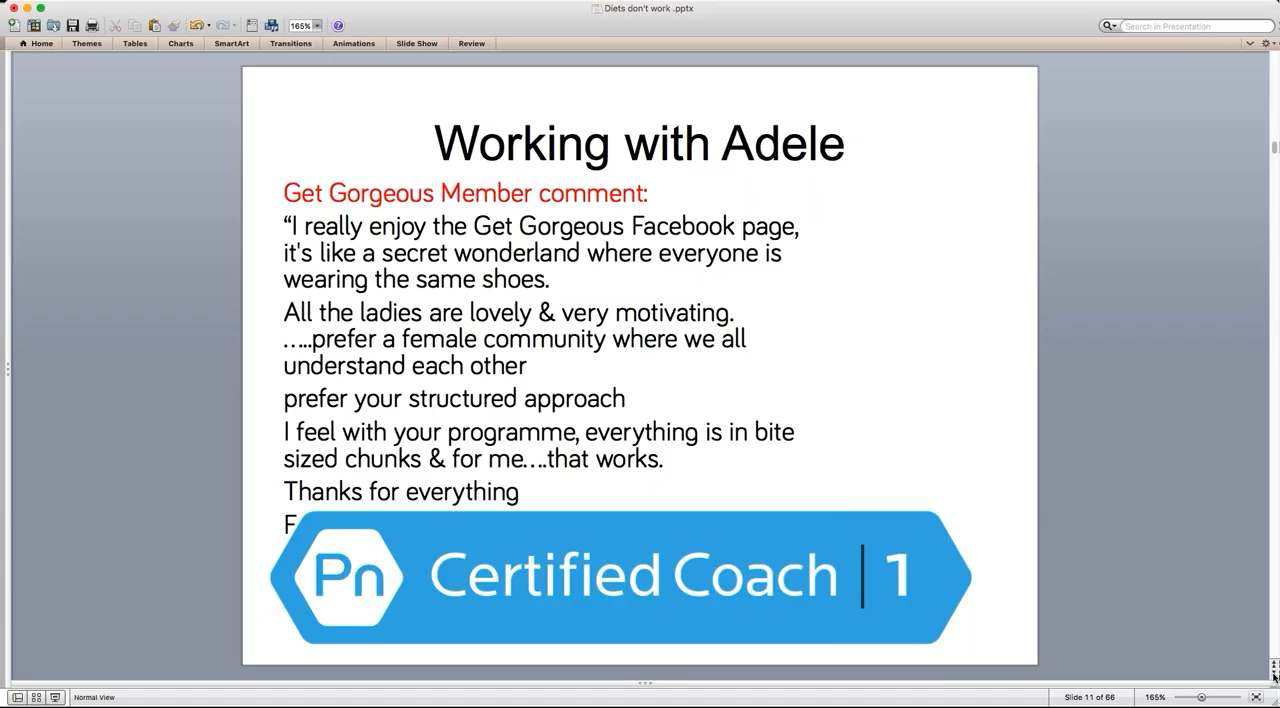 Diets don't work .pptx
165%
Search in Presentation
Home Themes Tables Charts SmartArt Transitions Animations Slide Show Review
Working with Adele
Get Gorgeous Member comment:
“I really enjoy the Get Gorgeous Facebook page,
it's like a secret wonderland where everyone is
wearing the same shoes.
All the ladies are lovely & very motivating.
…..prefer a female community where we all
understand each other
prefer your structured approach
I feel with your programme, everything is in bite
sized chunks & for me….that works.
Thanks for everything
Pn Certified Coach | 1
Normal View Slide 11 of 66 165%